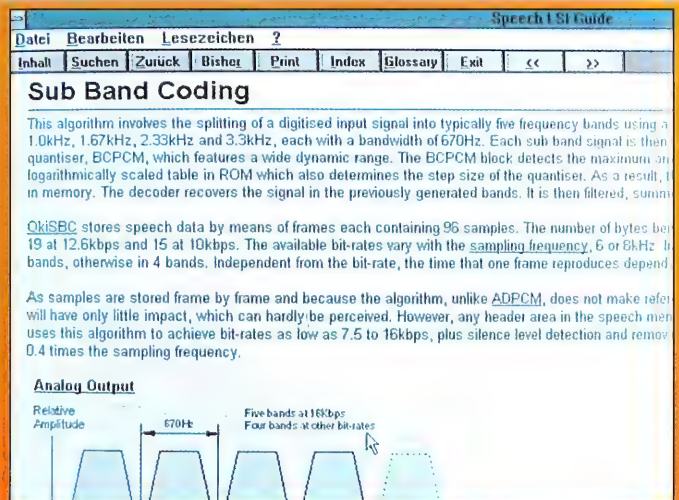 Speech LSI Guide
Datei Bearbeiten Lesezeichen ?
Inhalt Suchen Zurück Bisher Print Index Glossary Exit << >>
Sub Band Coding
This algorithm involves the splitting of a digitised input signal into typically five frequency bands using a
1.0kHz, 1.67kHz, 2.33kHz and 3.3kHz, each with a bandwidth of 670Hz. Each sub band signal is then
quantiser, BCPCM, which features a wide dynamic range. The BCPCM block detects the maximum an
logarithmically scaled table in ROM which also determines the step size of the quantiser. As a result, t
in memory. The decoder recovers the signal in the previously generated bands. It is then filtered, summ
OkiSBC stores speech data by means of frames each containing 96 samples. The number of bytes bei
19 at 12.6kbps and 15 at 10kbps. The available bit-rates vary with the sampling frequency, 6 or 8kHz. I
bands, otherwise in 4 bands. Independent from the bit-rate, the time that one frame reproduces depend
As samples are stored frame by frame and because the algorithm, unlike ADPCM, does not make refer
will have only little impact, which can hardly be perceived. However, any header area in the speech mem
uses this algorithm to achieve bit-rates as low as 7.5 to 16kbps, plus silence level detection and remov
0.4 times the sampling frequency.
Analog Output
Relative Amplitude
670Hz
Five bands at 16Kbps
Four bands at other bit-rates